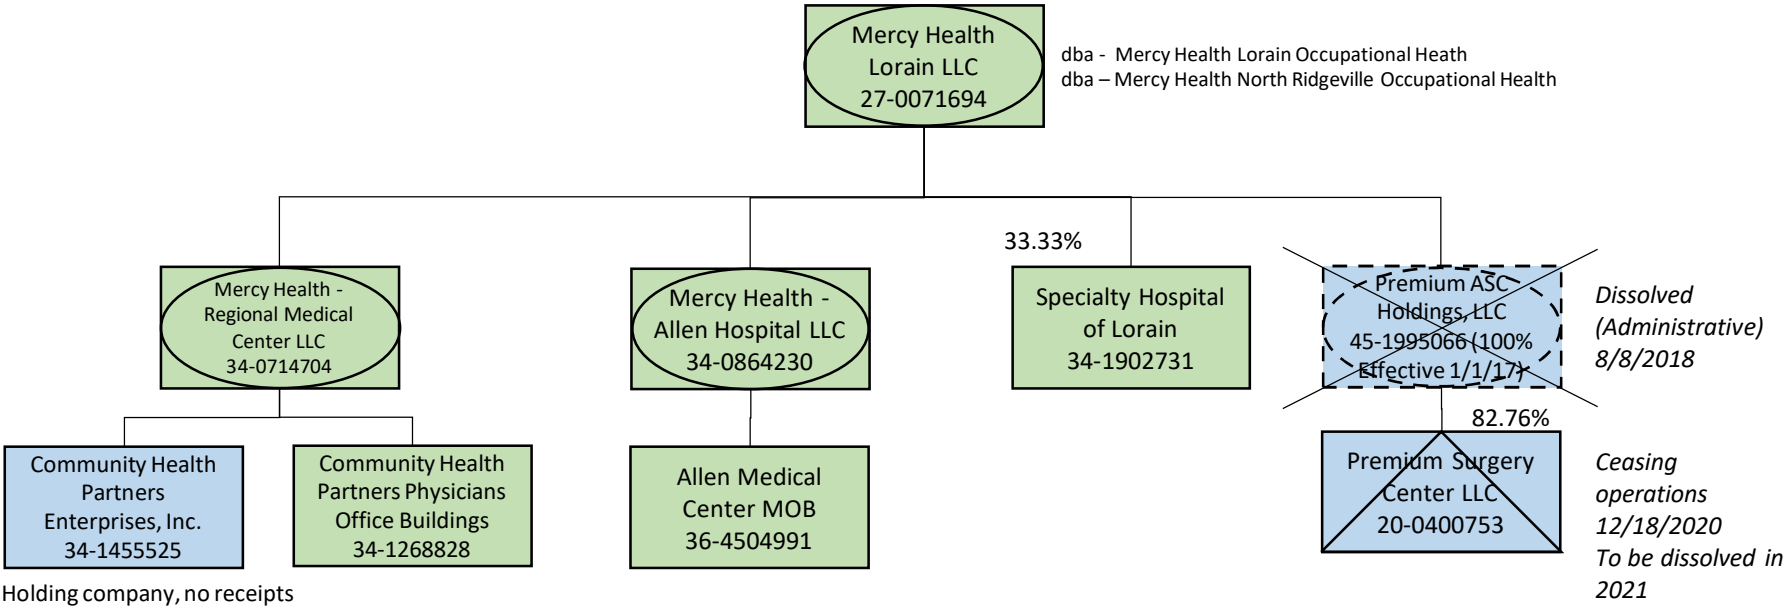 Mercy Health
Lorain LLC
27-0071694
dba - Mercy Health Lorain Occupational Heath
dba – Mercy Health North Ridgeville Occupational Health
33.33%
Mercy Health -
Regional Medical
Center LLC
34-0714704
Mercy Health -
Allen Hospital LLC
34-0864230
Specialty Hospital
of Lorain
34-1902731
Premium ASC
Holdings, LLC
45-1995066 (100%
Effective 1/1/17)
Dissolved
(Administrative)
8/8/2018
82.76%
Community Health
Partners
Enterprises, Inc.
34-1455525
Community Health
Partners Physicians
Office Buildings
34-1268828
Allen Medical
Center MOB
36-4504991
Premium Surgery
Center LLC
20-0400753
Ceasing
operations
12/18/2020
To be dissolved in
2021
Holding company, no receipts